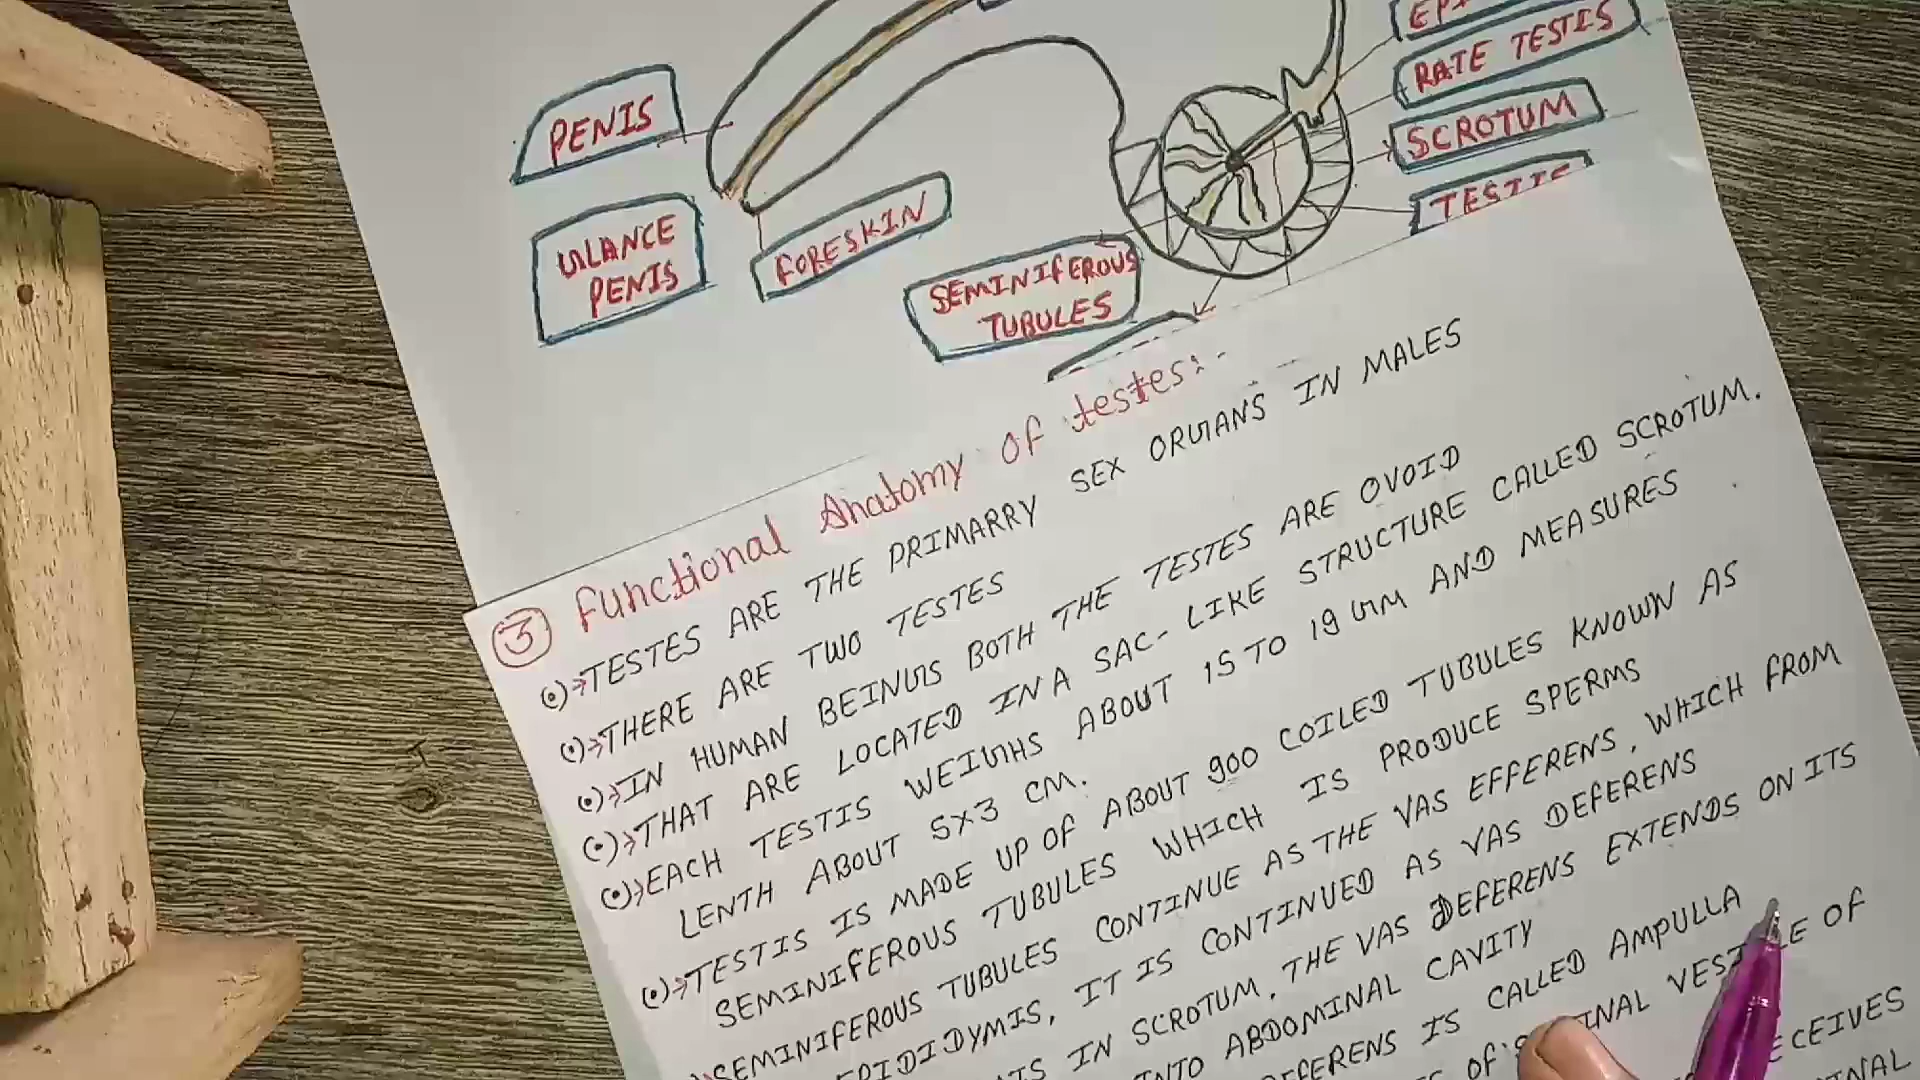 RATE TESTIS
PENIS
SCROTUM
TESTIS
ULANCE
PENIS
FORESKIN
SEMINIFEROUS
TUBULES
3 Functional Anatomy of testes:-
TESTES ARE THE PRIMARRY SEX ORGANS IN MALES
THERE ARE TWO TESTES
IN HUMAN BEINGS BOTH THE TESTES ARE OVOID
THAT ARE LOCATED IN A SAC-LIKE STRUCTURE CALLED SCROTUM.
EACH TESTIS WEIGHS ABOUT 15 TO 19 GM AND MEASURES
LENTH ABOUT 5X3 CM.
TESTIS IS MADE UP OF ABOUT 900 COILED TUBULES KNOWN AS
SEMINIFEROUS TUBULES WHICH IS PRODUCE SPERMS
SEMINIFEROUS TUBULES CONTINUE AS THE VAS EFFERENS, WHICH FROM
EPIDIDYMIS, IT IS CONTINUED AS VAS DEFERENS
IN SCROTUM, THE VAS DEFERENS EXTENDS ON ITS
INTO ABDOMINAL CAVITY
DEFERENS IS CALLED AMPULLA
OF